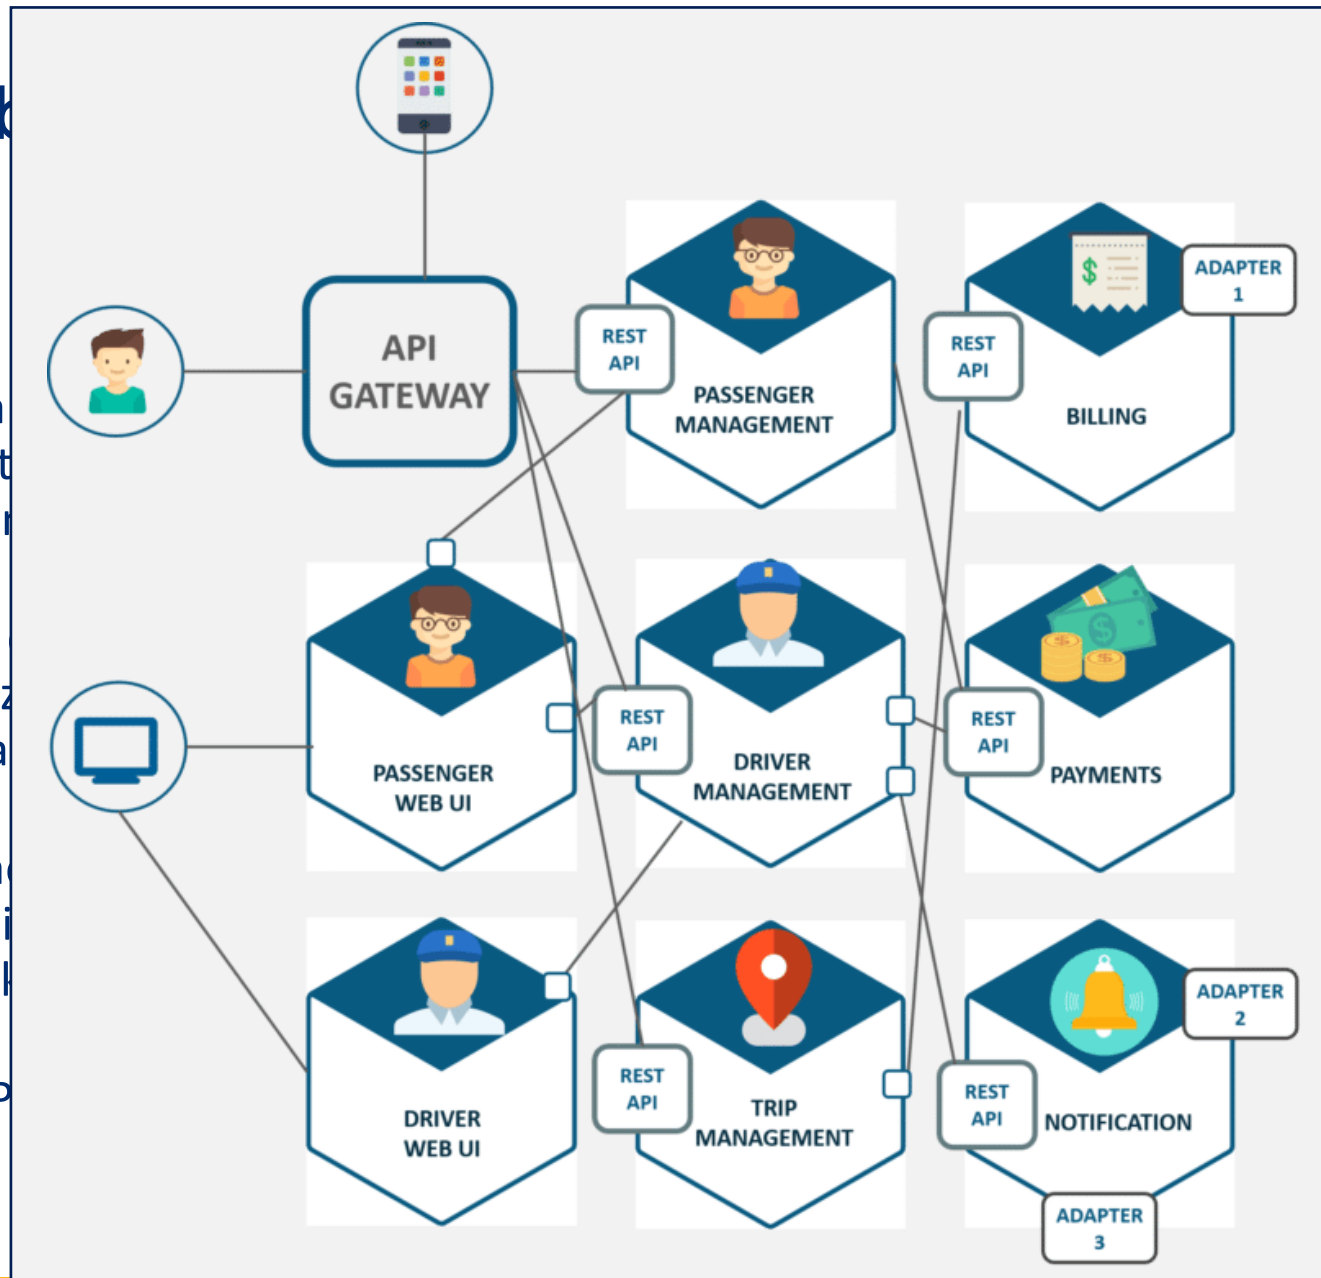 API
GATEWAY
REST
API
PASSENGER
MANAGEMENT
REST
API
ADAPTER
1
BILLING
PASSENGER
WEB UI
REST
API
DRIVER
MANAGEMENT
REST
API
PAYMENTS
DRIVER
WEB UI
REST
API
TRIP
MANAGEMENT
REST
API
ADAPTER
2
NOTIFICATION
ADAPTER
3